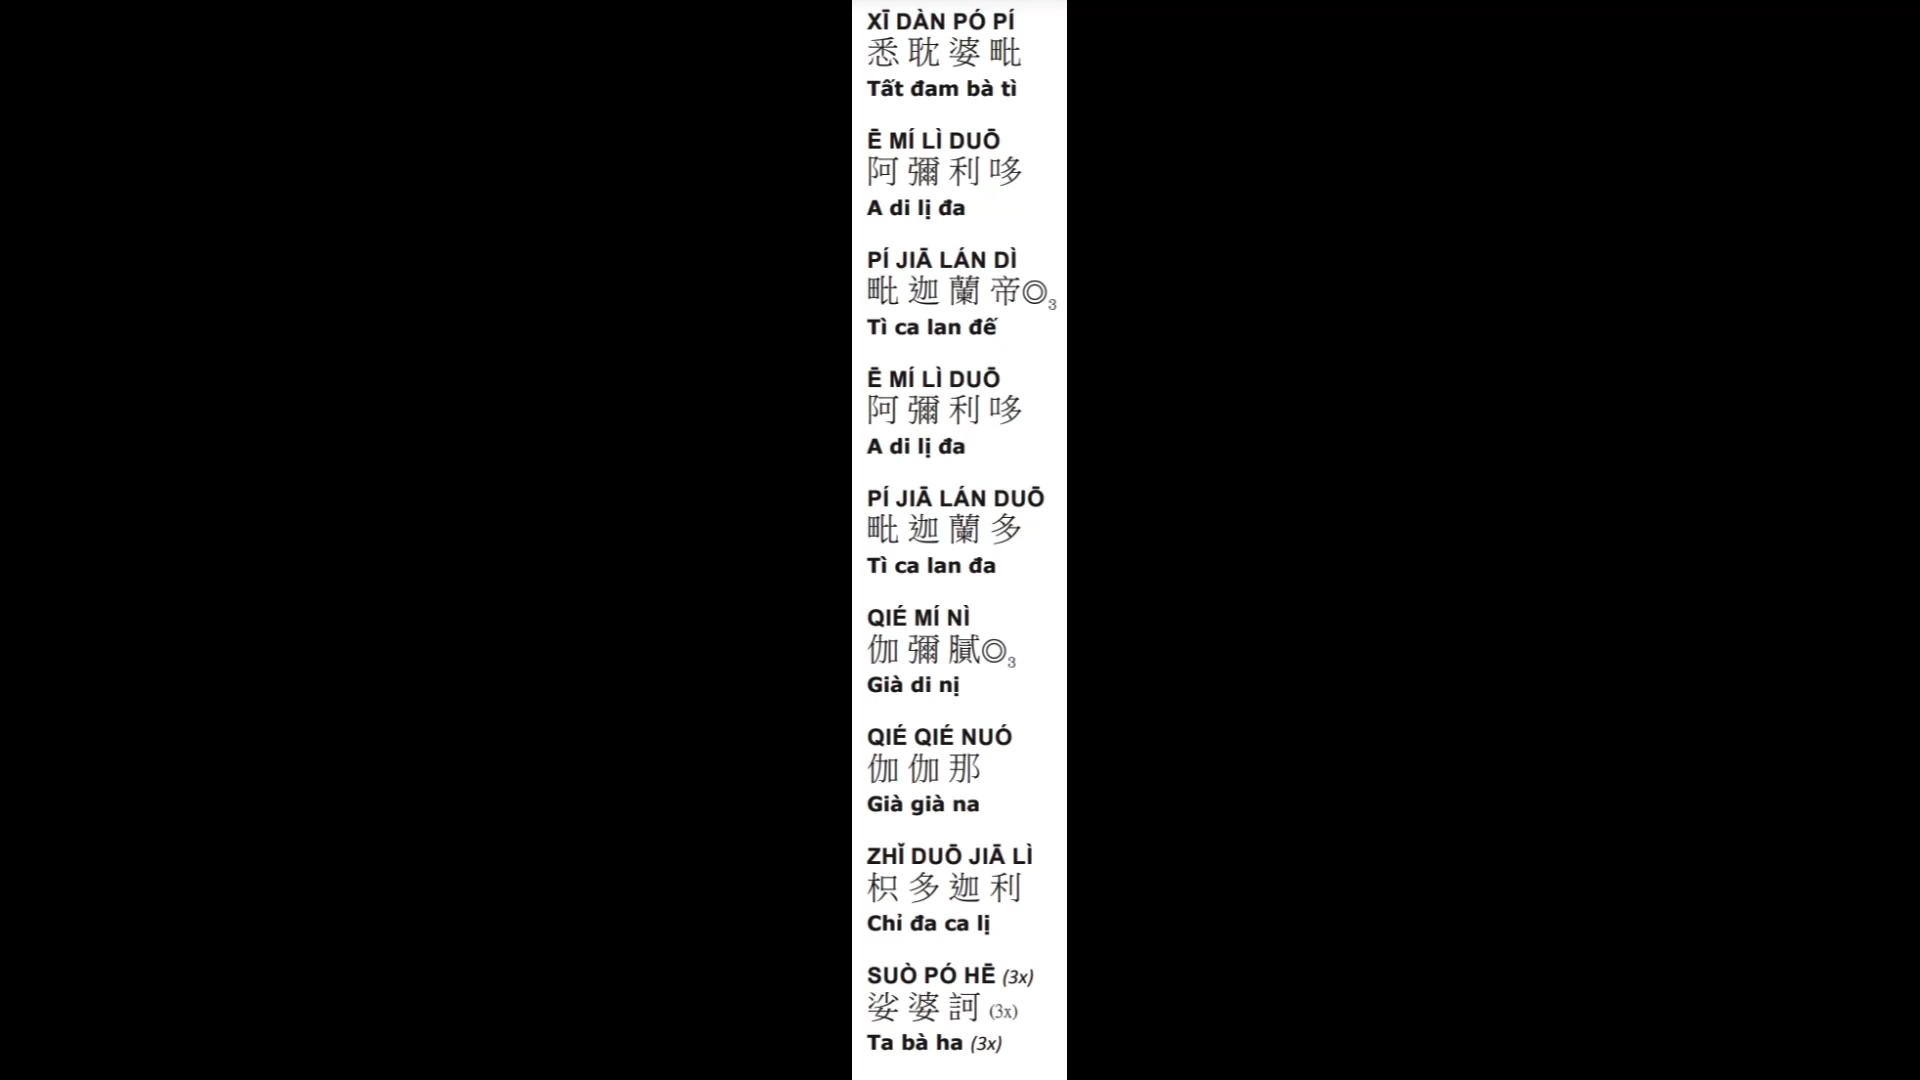 XĪ DÀN PÓ PÍ
悉 耽 婆 毗
Tất đam bà tì
Ē MÍ LÌ DUŌ
阿 彌 利 哆
A di lị đa
PÍ JIĀ LÁN DÌ
毗 迦 蘭 帝◎3
Tì ca lan đế
Ē MÍ LÌ DUŌ
阿 彌 利 哆
A di lị đa
PÍ JIĀ LÁN DUŌ
毗 迦 蘭 多
Tì ca lan đa
QIÉ MÍ NÌ
伽 彌 膩◎3
Già di nị
QIÉ QIÉ NUÓ
伽 伽 那
Già già na
ZHǏ DUŌ JIĀ LÌ
枳 多 迦 利
Chỉ đa ca lị
SUÒ PÓ HĒ (3x)
娑 婆 訶 (3x)
Ta bà ha (3x)